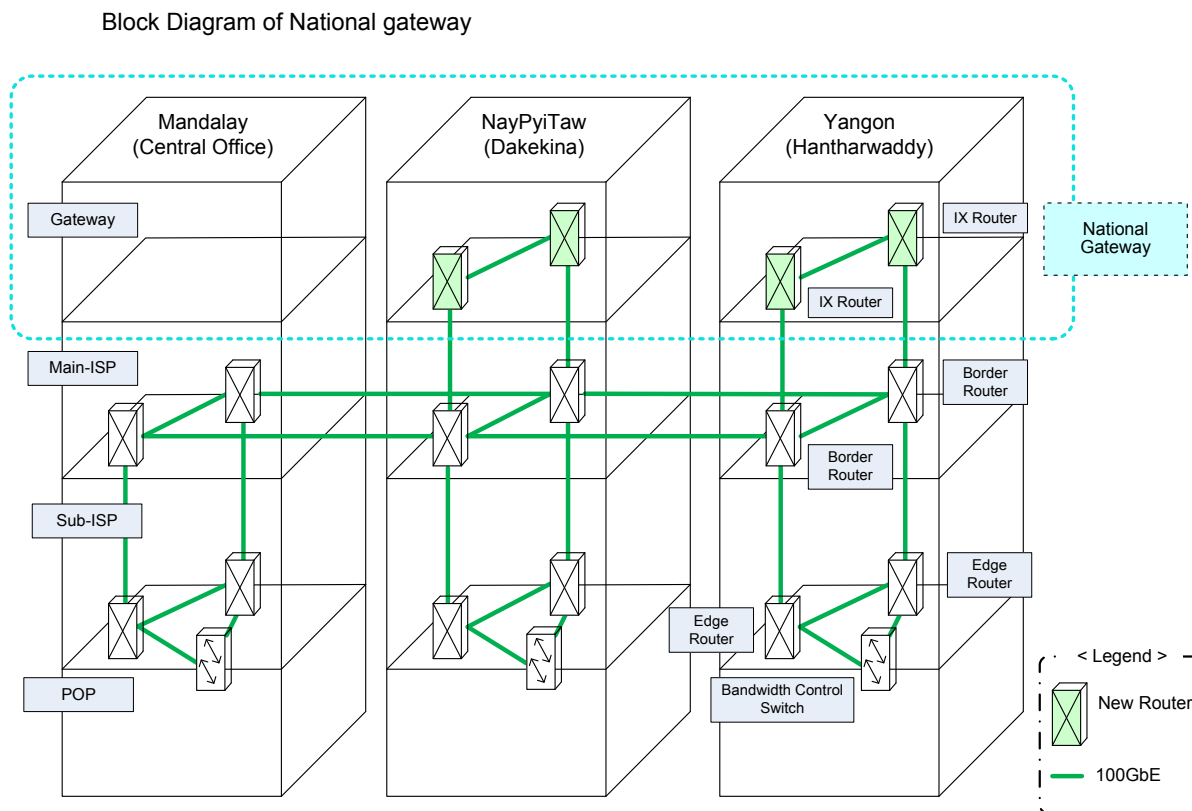 Block Diagram of National gateway
Mandalay
(Central Office)
NayPyiTaw
(Dakekina)
Yangon
(Hantharwaddy)
Gateway
IX Router
National
Gateway
IX Router
Main-ISP
Border
Router
Border
Router
Sub-ISP
Edge
Router
Edge
Router
POP
Bandwidth Control
Switch
< Legend >
New Router
100GbE